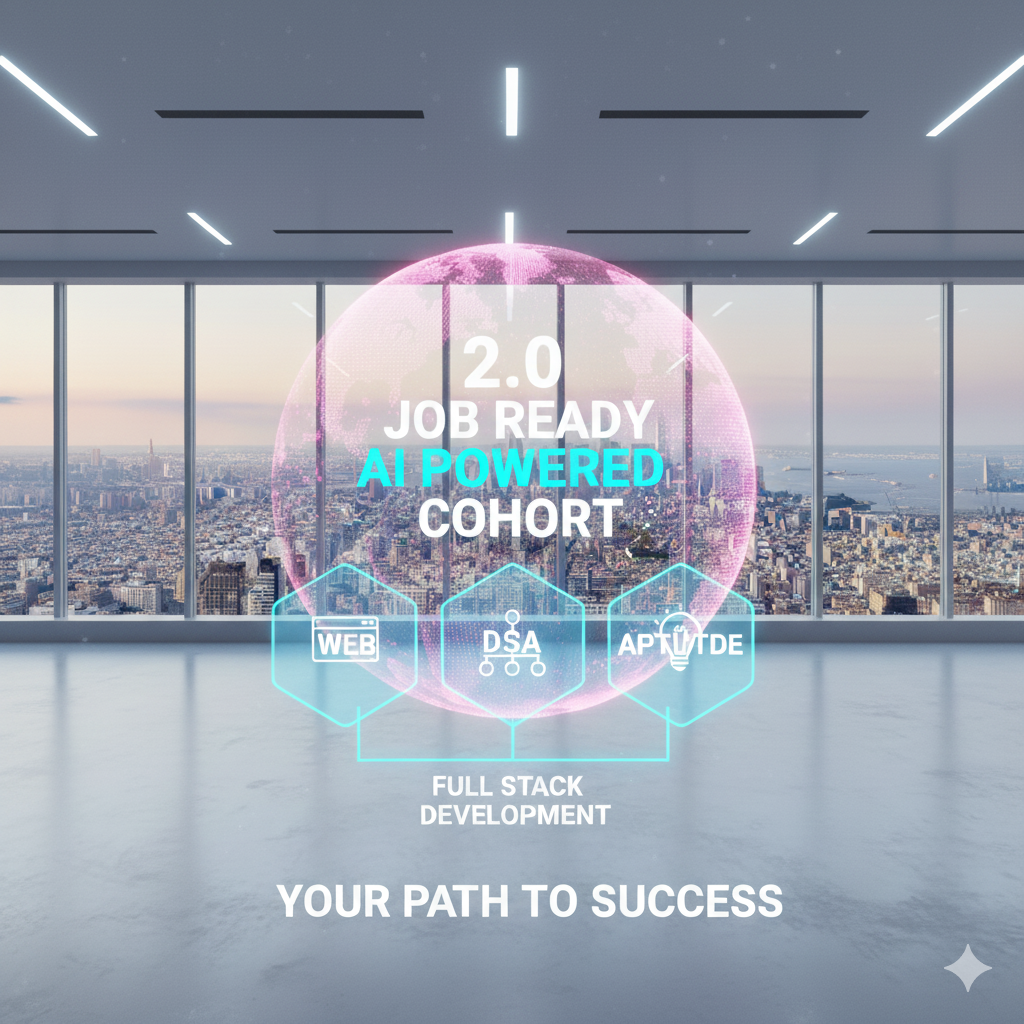 2.0
JOB READY
AI POWERED
COHORT
WEB
DSA
APTUTDE
FULL STACK
DEVELOPMENT
YOUR PATH TO SUCCESS